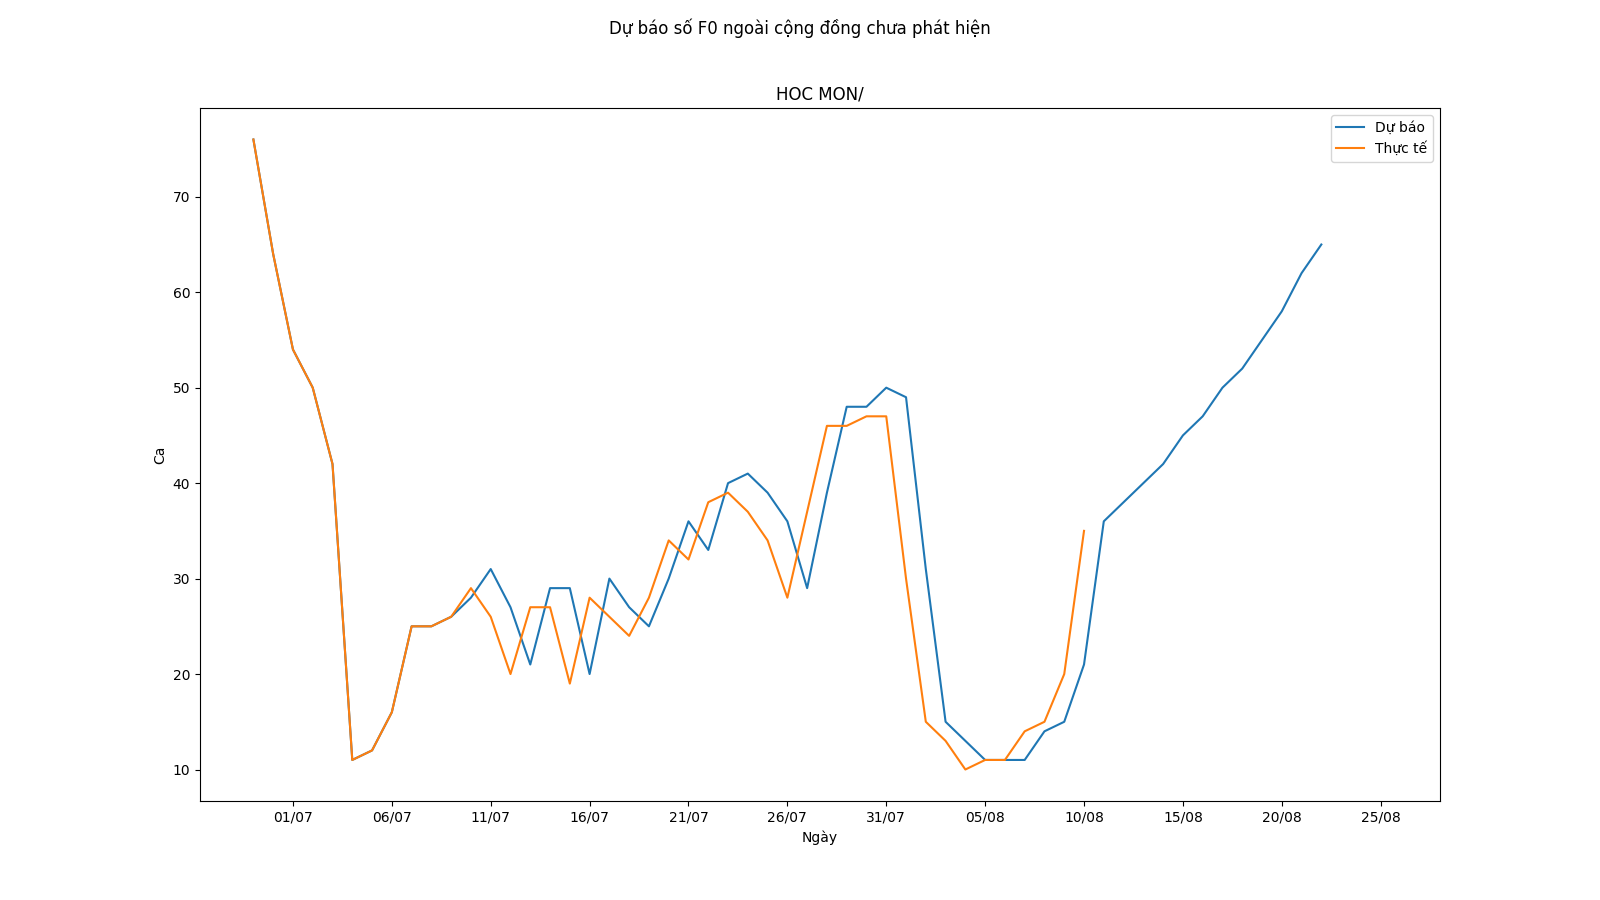 Dự báo số F0 ngoài cộng đồng chưa phát hiện
HOC MON/
Dự báo
Thực tế
70
60
50
40
30
20
10
Ca
01/07 06/07 11/07 16/07 21/07 26/07 31/07 05/08 10/08 15/08 20/08 25/08
Ngày